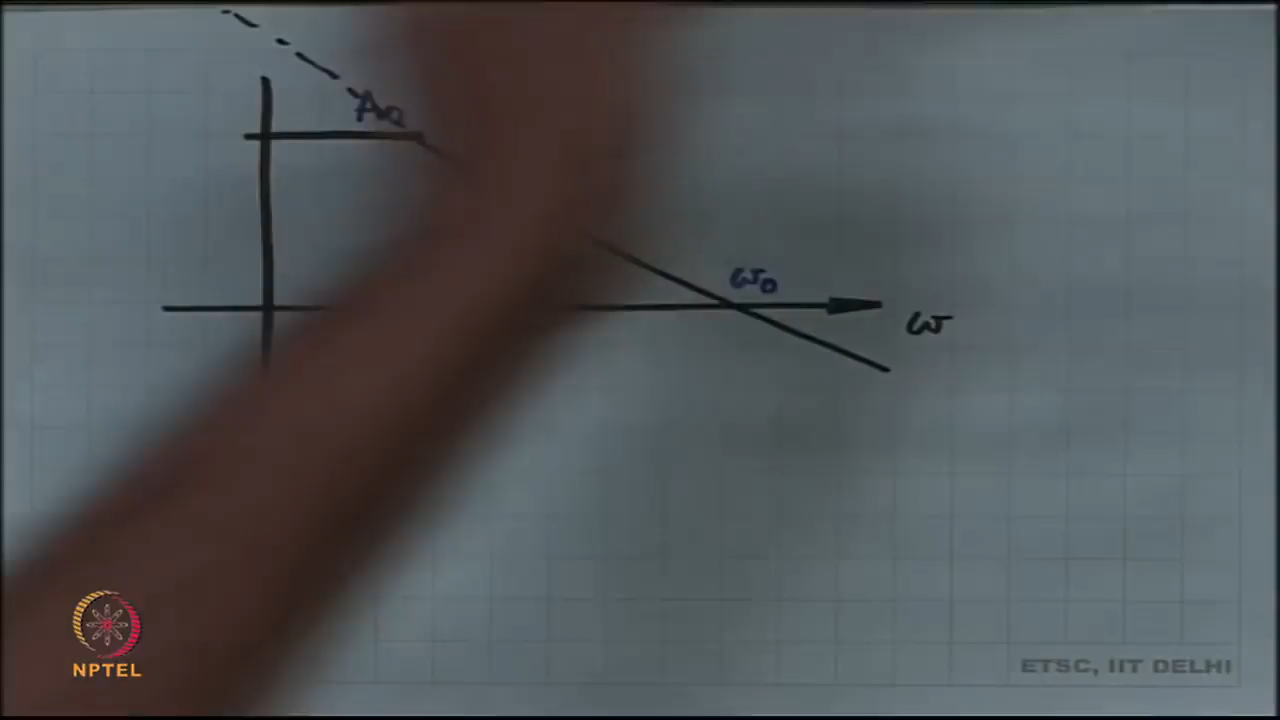 A₀
ω₀
ω
NPTEL
ETSC, IIT DELHI